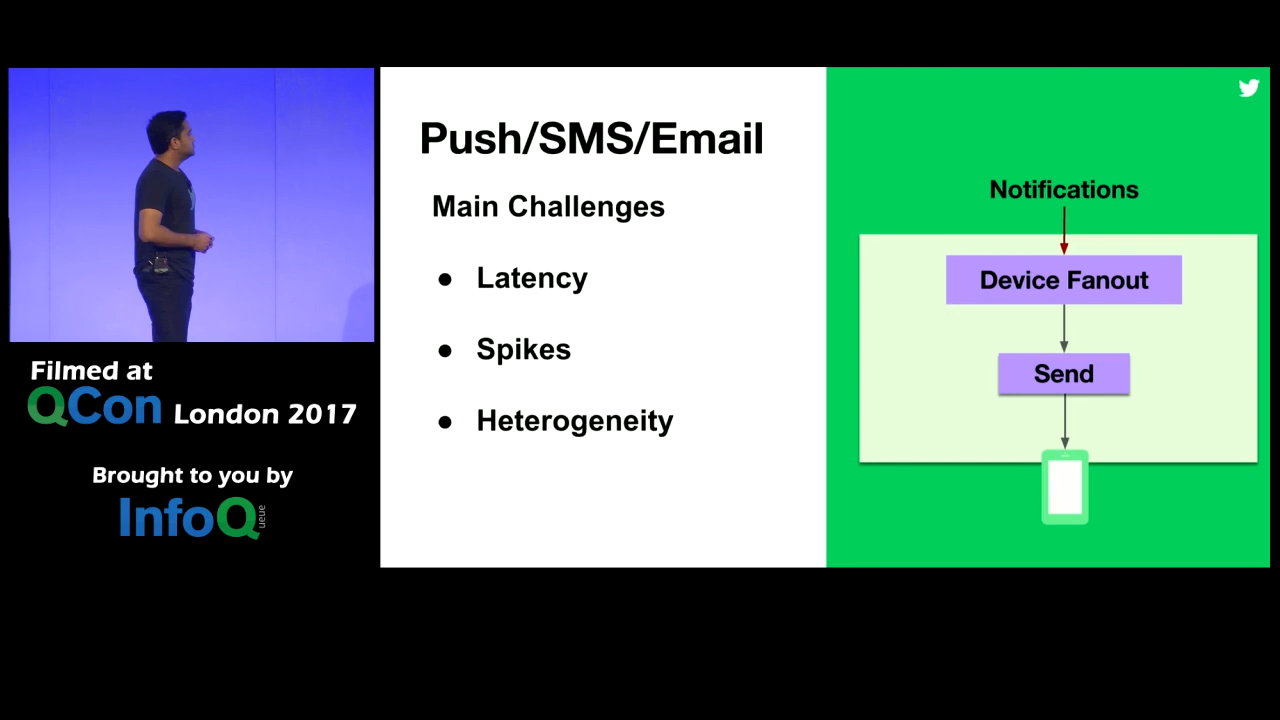 Push/SMS/Email
Main Challenges
● Latency
● Spikes
● Heterogeneity
Notifications
Device Fanout
Send
Filmed at
QCon London 2017
Brought to you by
InfoQ
ueue